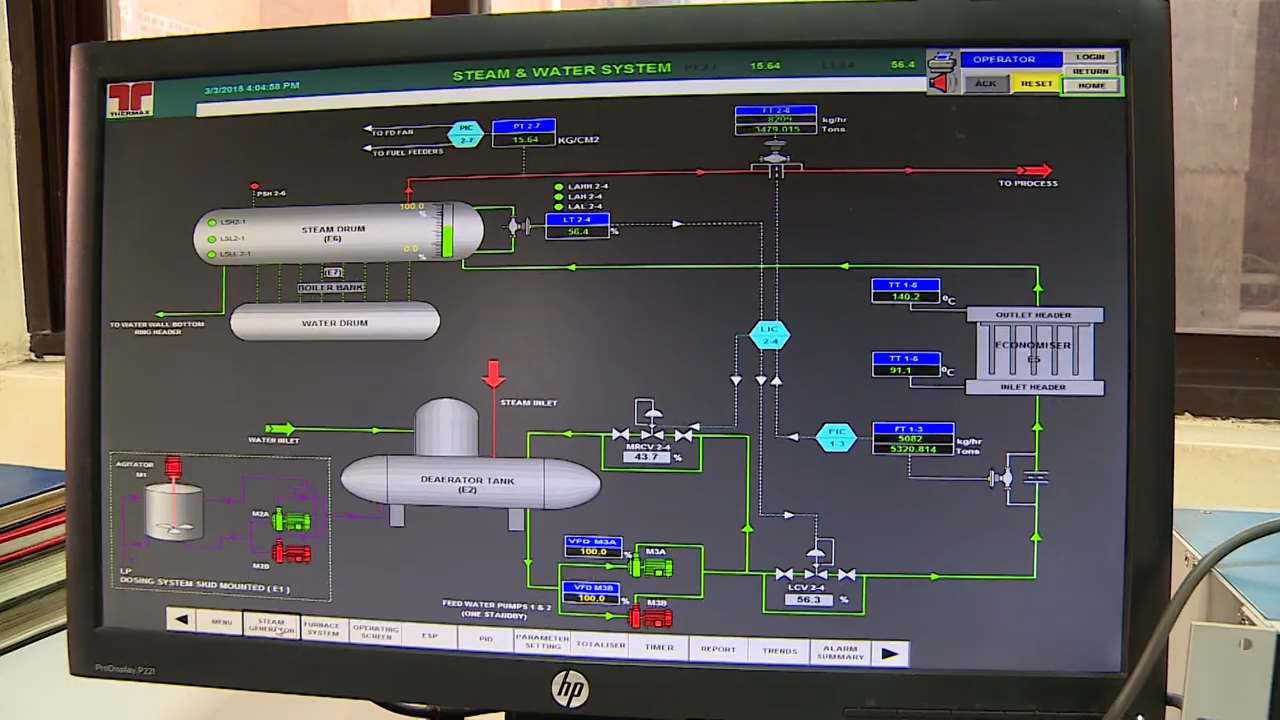 STEAM & WATER SYSTEM
15.64
56.4
OPERATOR
LOGIN
RETURN
ACK
RESET
HOME
THERMAX
3/3/2015 4:04:58 PM
TO FD FAN
PIC
2-7
PT 2-7
15.64
KG/CM2
TO FUEL FEEDERS
8209
kg/hr
3479.015
Tons
TO PROCESS
PSH 2-6
LAHH 2-4
LAH 2-4
LAL 2-4
100.0
%
LSH2-1
LSL2-1
LSLL 2-1
STEAM DRUM
(E6)
0.0
%
LT 2-4
56.4
%
(E7)
BOILER BANK
WATER DRUM
TO WATER WALL BOTTOM
RING HEADER
LIC
2-4
TT 1-6
140.2
°C
OUTLET HEADER
ECONOMISER
E5
TT 1-5
91.1
°C
INLET HEADER
STEAM INLET
WATER INLET
MRCV 2-4
43.7
%
FIC
1-3
FT 1-3
5082
kg/hr
5320.814
Tons
DEAERATOR TANK
(E2)
AGITATOR
M1
M2A
M2B
LP
DOSING SYSTEM SKID MOUNTED ( E1 )
VFD M3A
100.0
%
M3A
VFD M3B
100.0
%
M3B
FEED WATER PUMPS 1 & 2
(ONE STANDBY)
LCV 2-4
56.3
%
MENU
STEAM
GENERATOR
FURNACE
SYSTEM
OPERATING
SCREEN
ESP
PID
PARAMETER
SETTING
TOTALISER
TIMER
REPORT
TRENDS
ALARM
SUMMARY
ProDisplay P221
hp